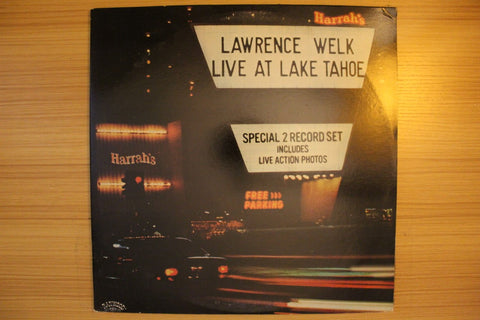 Harrah's
LAWRENCE WELK
LIVE AT LAKE TAHOE
SPECIAL 2 RECORD SET
INCLUDES
LIVE ACTION PHOTOS
Harrah's
FREE >>>
PARKING